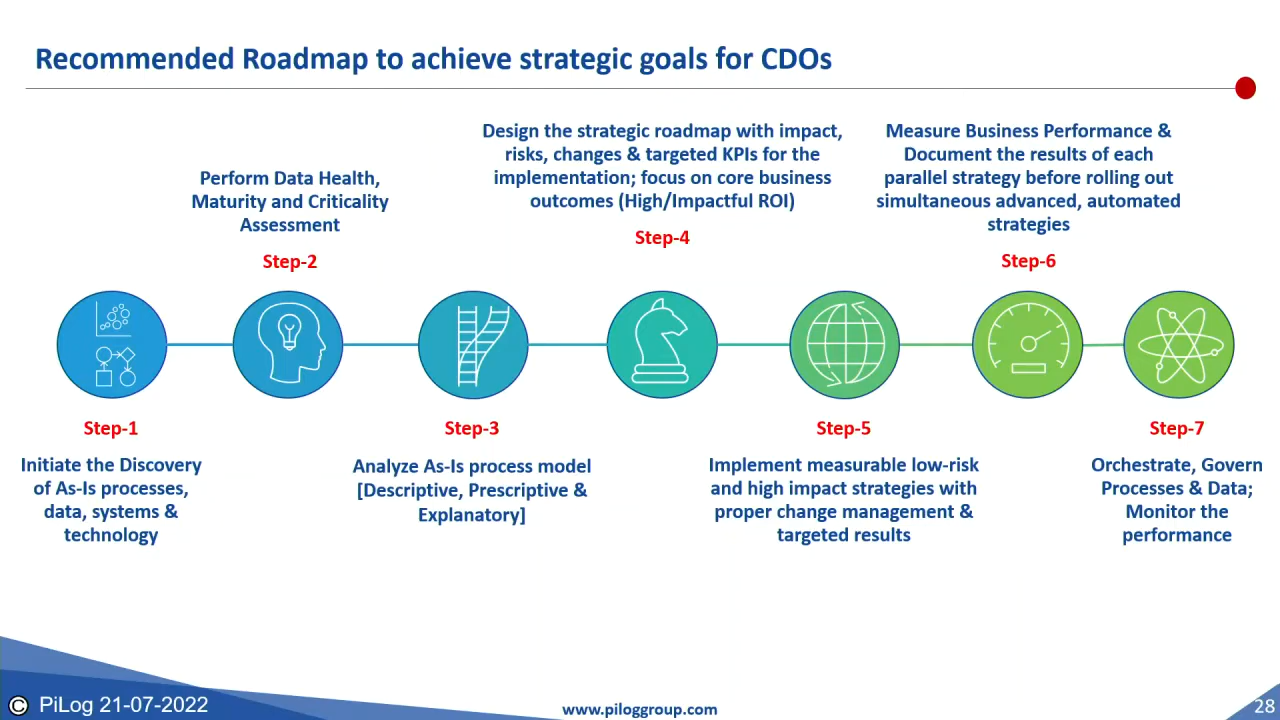 Recommended Roadmap to achieve strategic goals for CDOs
Initiate the Discovery
of As-Is processes,
data, systems &
technology
Step-1
Perform Data Health,
Maturity and Criticality
Assessment
Step-2
Step-3
Analyze As-Is process model
[Descriptive, Prescriptive &
Explanatory]
Design the strategic roadmap with impact,
risks, changes & targeted KPIs for the
implementation; focus on core business
outcomes (High/Impactful ROI)
Step-4
Step-5
Implement measurable low-risk
and high impact strategies with
proper change management &
targeted results
Measure Business Performance &
Document the results of each
parallel strategy before rolling out
simultaneous advanced, automated
strategies
Step-6
Step-7
Orchestrate, Govern
Processes & Data;
Monitor the
performance
© PiLog 21-07-2022
www.piloggroup.com
28